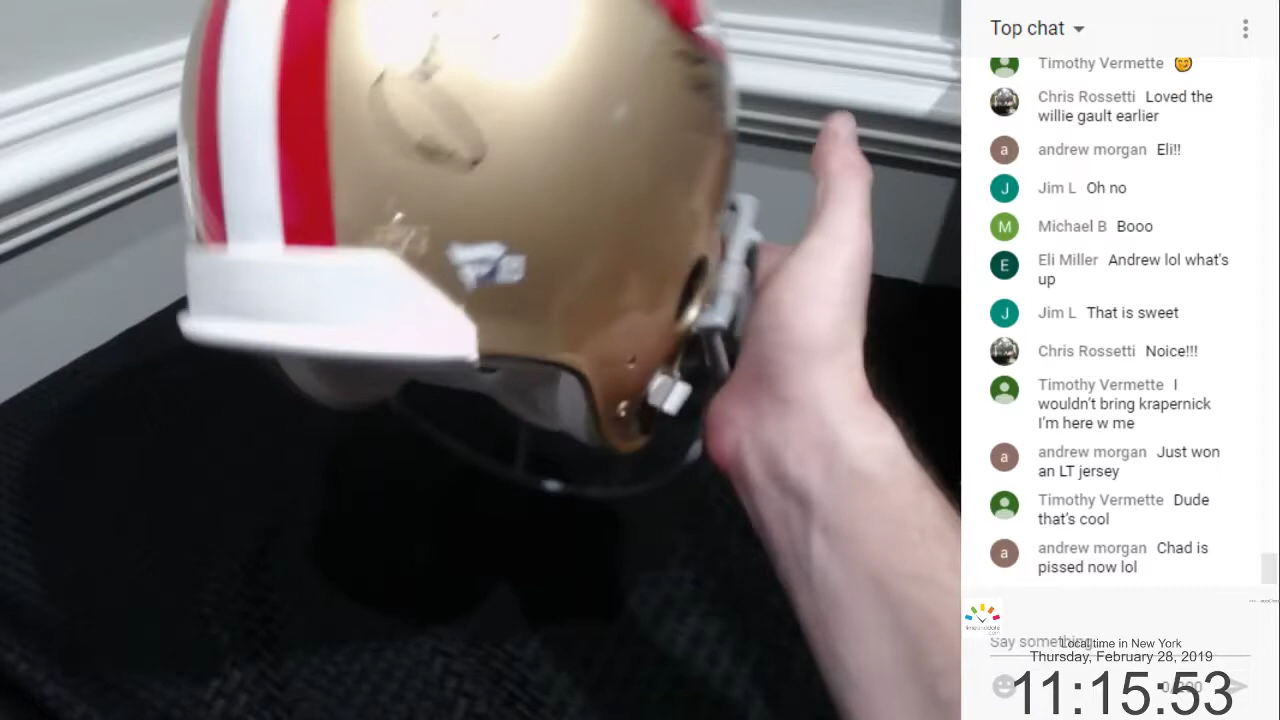 Top chat
Timothy Vermette 😋
Chris Rossetti Loved the
willie gault earlier
a andrew morgan Eli!!
J Jim L Oh no
M Michael B Booo
E Eli Miller Andrew lol what's
up
J Jim L That is sweet
Chris Rossetti Noice!!!
Timothy Vermette I
wouldn't bring krapernick
I'm here w me
a andrew morgan Just won
an LT jersey
Timothy Vermette Dude
that's cool
a andrew morgan Chad is
pissed now lol
Say something...
Local time in New York
Thursday, February 28, 2019
11:15:53